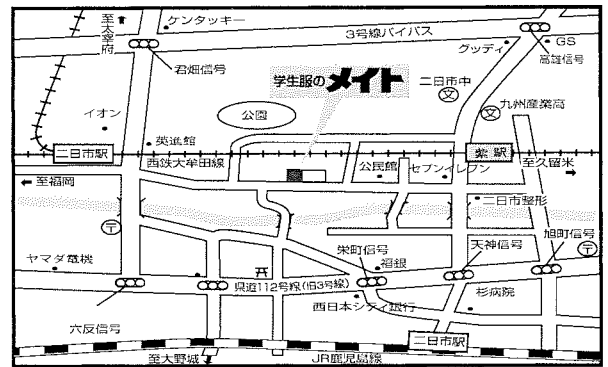 至太宰府
ケンタッキー
3号線バイパス
グッディ
GS
高雄信号
君畑信号
学生服のメイト
二日市中
文
文
九州産業高
イオン
公園
英進館
二日市駅
西鉄大牟田線
公民館
セブンイレブン
紫駅
至久留米
至福岡
二日市整形
〒
栄町信号
天神信号
旭町信号
〒
ヤマダ電機
福銀
県道112号線(旧3号線)
西日本シティ銀行
杉病院
六反信号
二日市駅
至大野城
JR鹿児島線